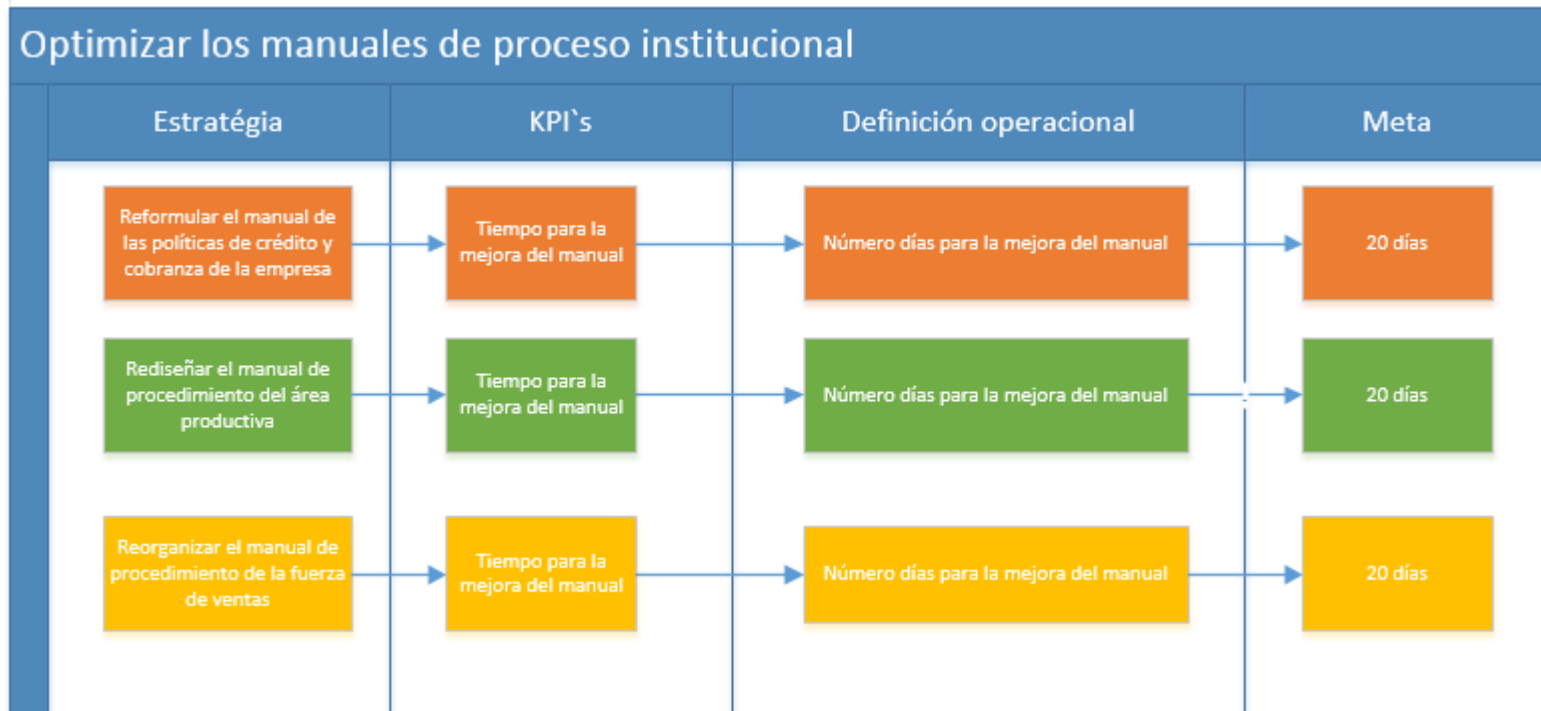 Optimizar los manuales de proceso institucional
Estratégia
KPI`s
Definición operacional
Meta
Reformular el manual de
las políticas de crédito y
cobranza de la empresa
Tiempo para la
mejora del manual
Número días para la mejora del manual
20 días
Rediseñar el manual de
procedimiento del área
productiva
Tiempo para la
mejora del manual
Número días para la mejora del manual
20 días
Reorganizar el manual de
procedimiento de la fuerza
de ventas
Tiempo para la
mejora del manual
Número días para la mejora del manual
20 días